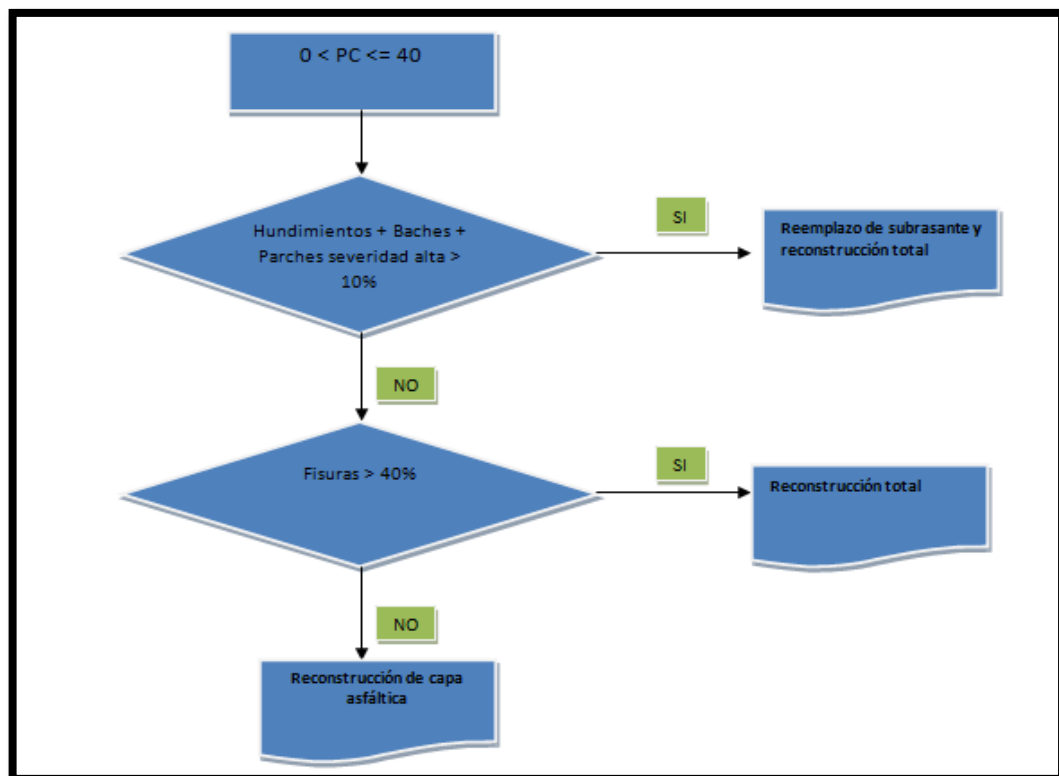 0 < PC <= 40
Hundimientos + Baches +
Parches severidad alta >
10%
SI
Reemplazo de subrasante y
reconstrucción total
NO
Fisuras > 40%
SI
Reconstrucción total
NO
Reconstrucción de capa
asfáltica